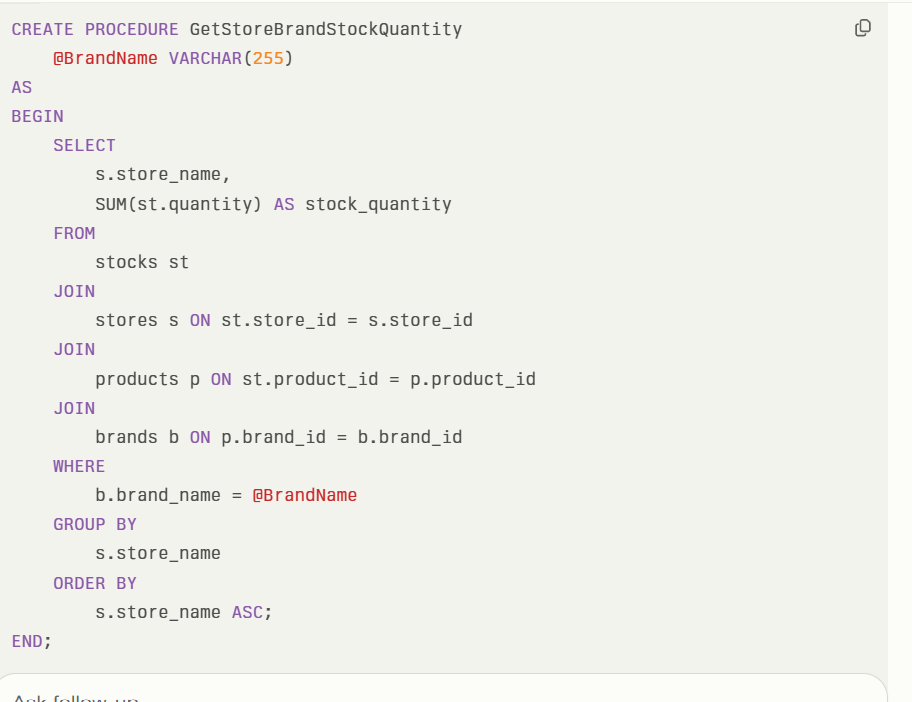 CREATE PROCEDURE GetStoreBrandStockQuantity
    @BrandName VARCHAR(255)
AS
BEGIN
    SELECT
        s.store_name,
        SUM(st.quantity) AS stock_quantity
    FROM
        stocks st
    JOIN
        stores s ON st.store_id = s.store_id
    JOIN
        products p ON st.product_id = p.product_id
    JOIN
        brands b ON p.brand_id = b.brand_id
    WHERE
        b.brand_name = @BrandName
    GROUP BY
        s.store_name
    ORDER BY
        s.store_name ASC;
END;
Ask follow-up